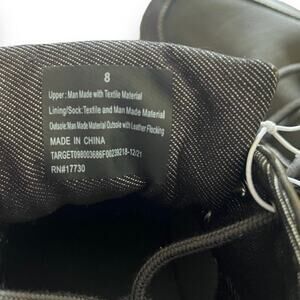 8
Upper: Man Made with Textile Material
Lining/Sock:Textile and Man Made Material
Outsole:Man Made Material Outsole with Leather Flocking
MADE IN CHINA
TARGET098003686F00239218-12/21
RN#17730